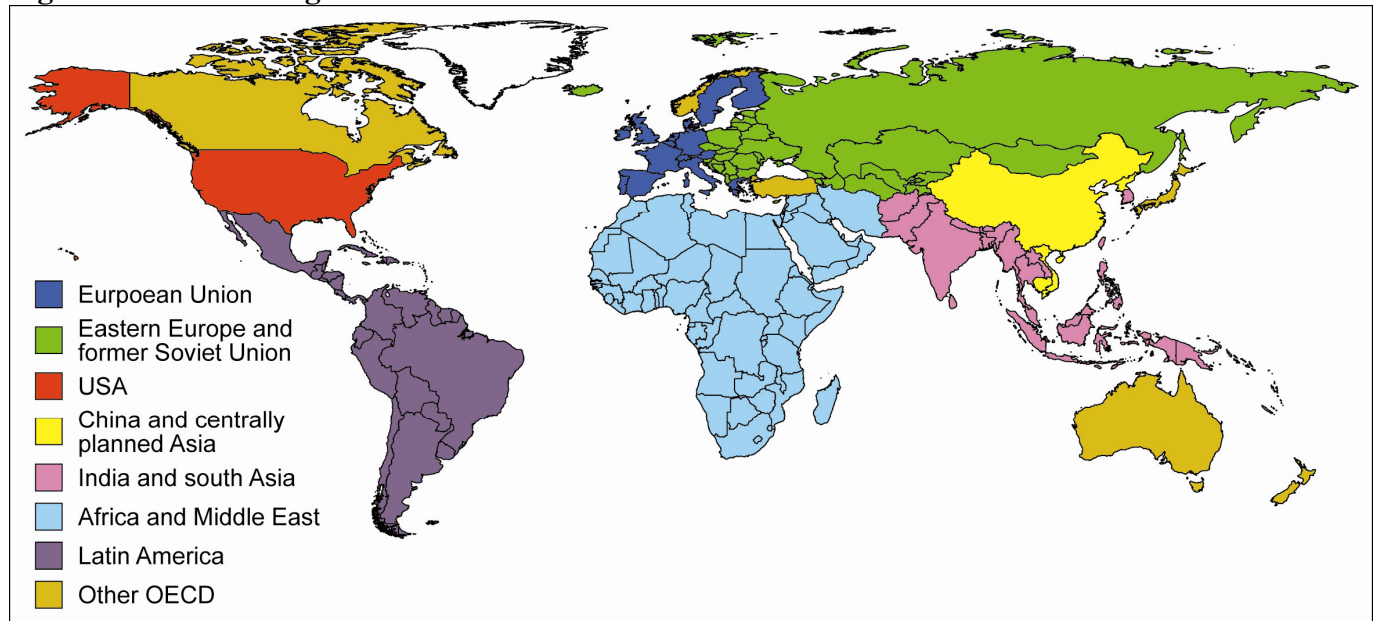 Eurpoean Union
Eastern Europe and
former Soviet Union
USA
China and centrally
planned Asia
India and south Asia
Africa and Middle East
Latin America
Other OECD